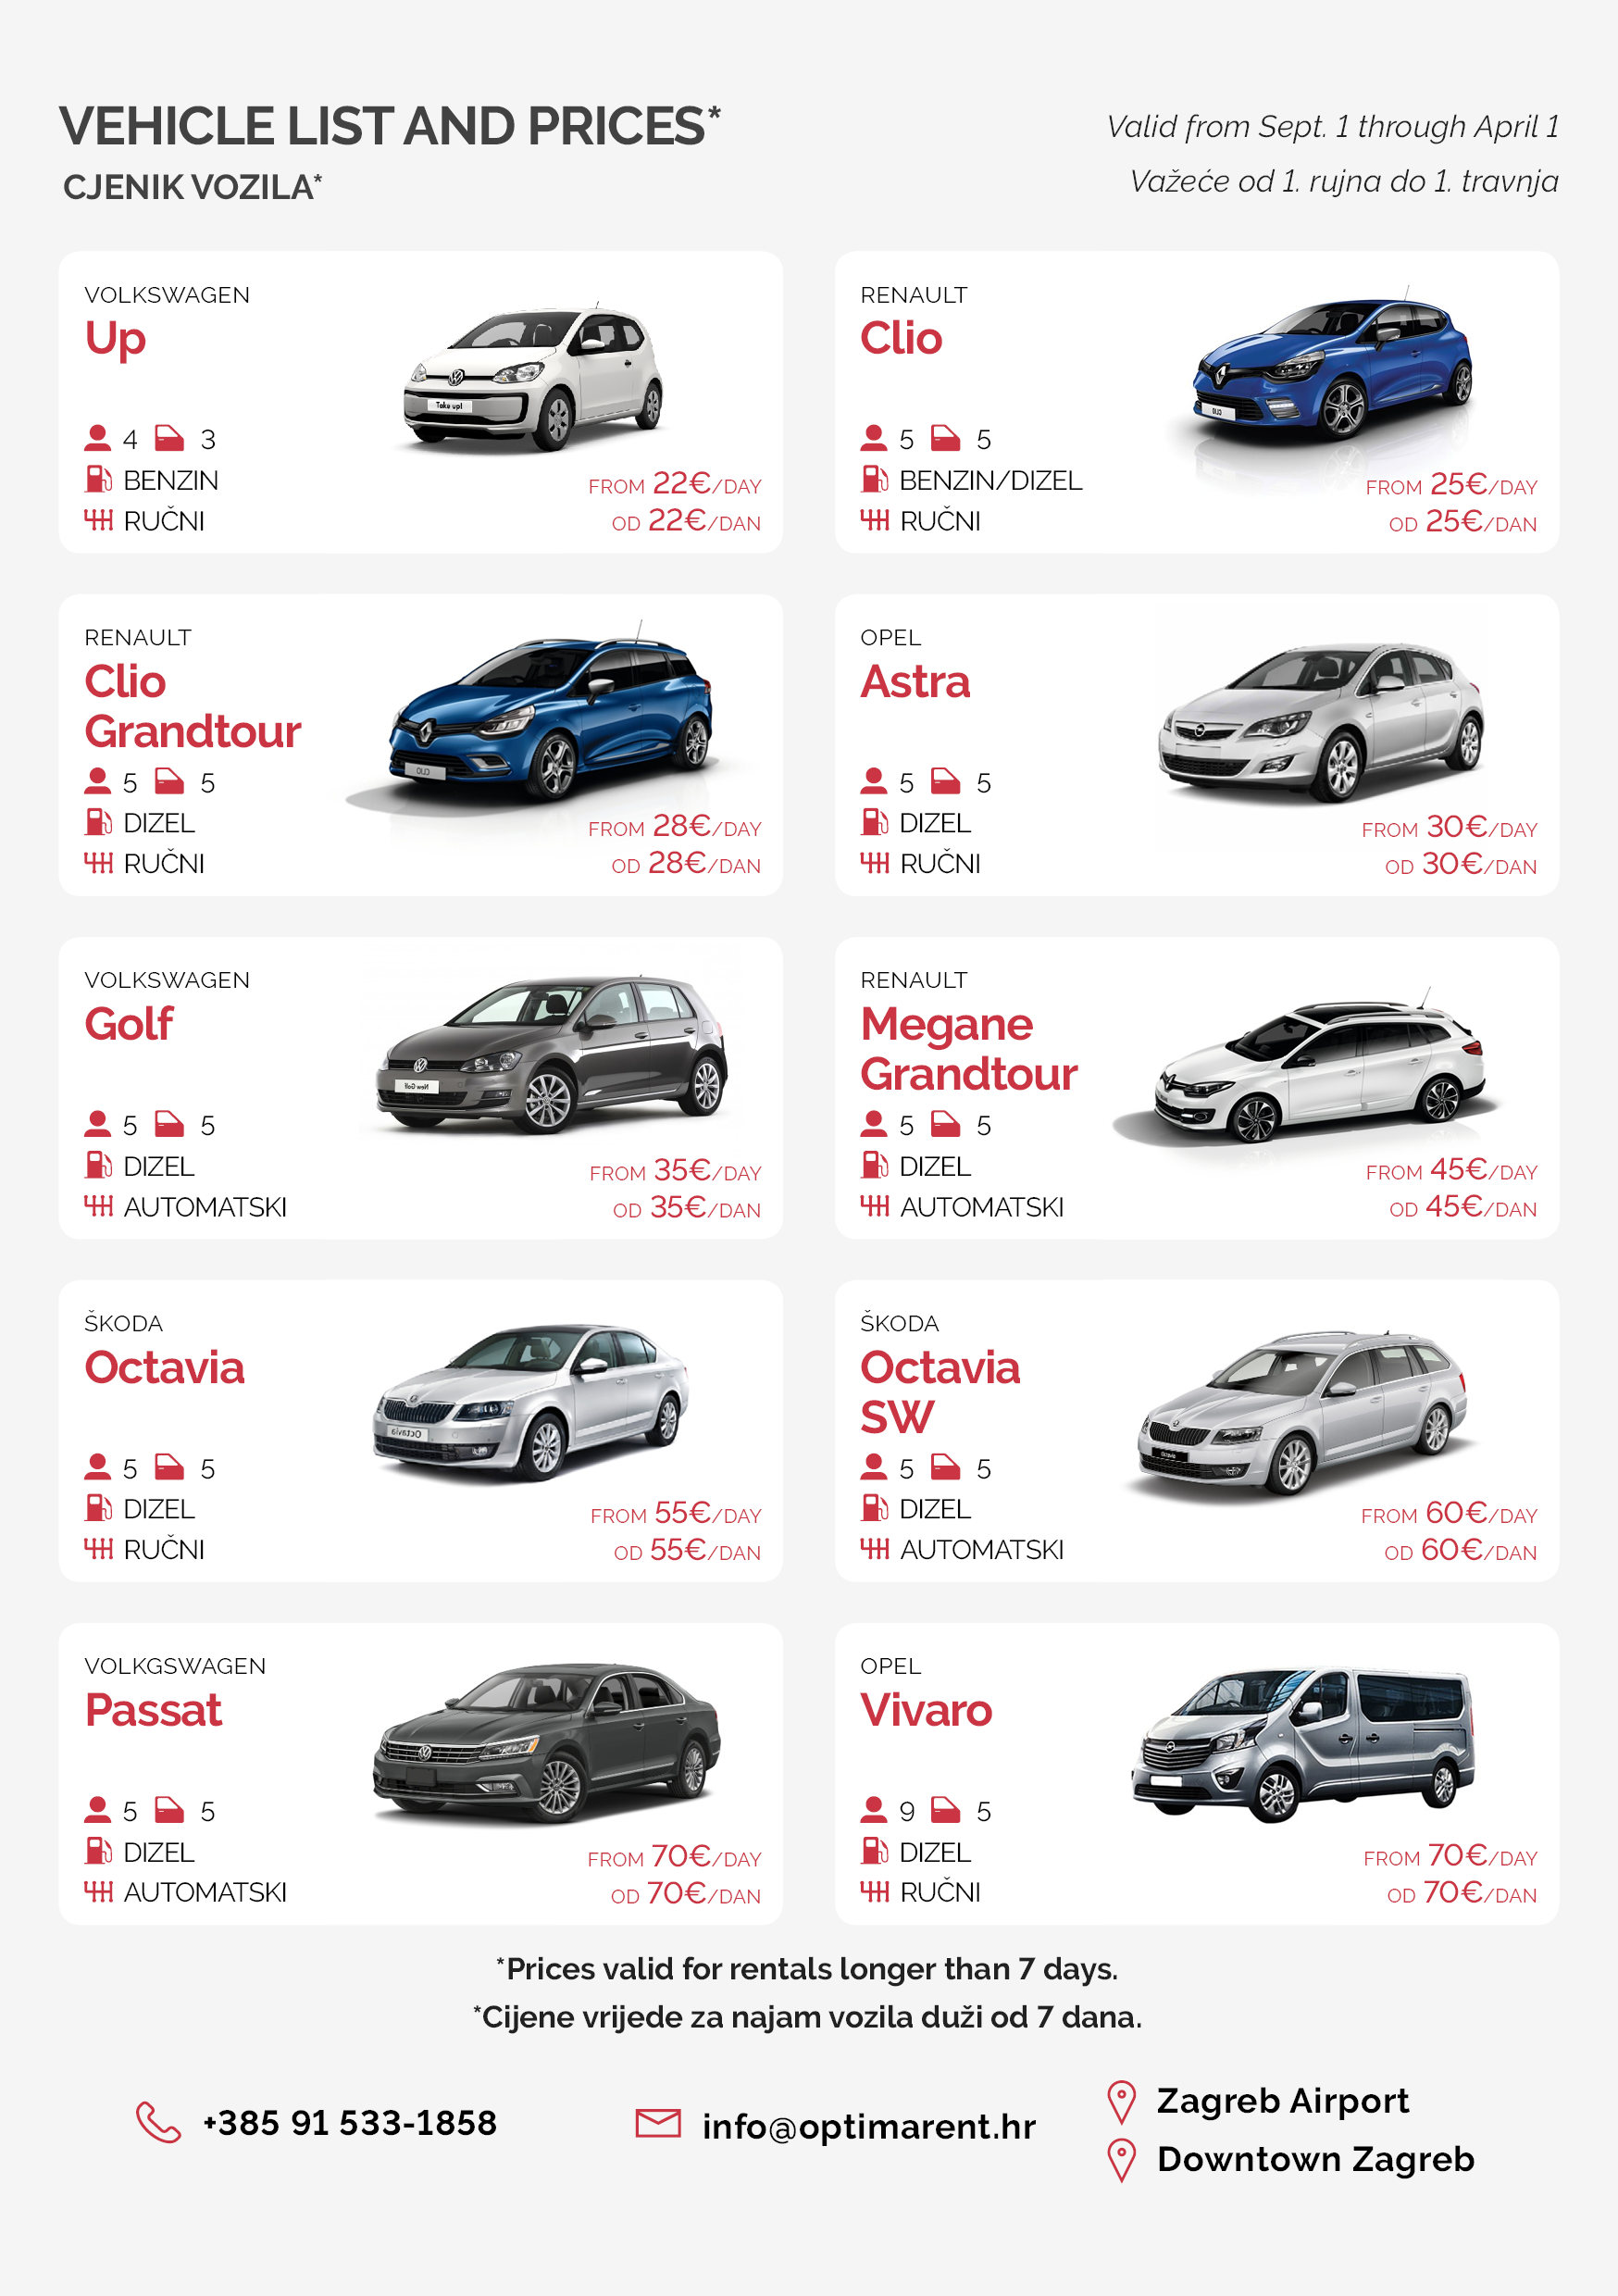 VEHICLE LIST AND PRICES*
CJENIK VOZILA*
Valid from Sept. 1 through April 1
Važeće od 1. rujna do 1. travnja
VOLKSWAGEN
Up
Take up!
4 3
BENZIN
RUČNI
FROM 22€/DAY
OD 22€/DAN
RENAULT
Clio
CLIO
5 5
BENZIN/DIZEL
RUČNI
FROM 25€/DAY
OD 25€/DAN
RENAULT
Clio
Grandtour
CLIO
5 5
DIZEL
RUČNI
FROM 28€/DAY
OD 28€/DAN
OPEL
Astra
5 5
DIZEL
RUČNI
FROM 30€/DAY
OD 30€/DAN
VOLKSWAGEN
Golf
New Golf
5 5
DIZEL
AUTOMATSKI
FROM 35€/DAY
OD 35€/DAN
RENAULT
Megane
Grandtour
5 5
DIZEL
AUTOMATSKI
FROM 45€/DAY
OD 45€/DAN
ŠKODA
Octavia
Octavia
5 5
DIZEL
RUČNI
FROM 55€/DAY
OD 55€/DAN
ŠKODA
Octavia
SW
Octavia
5 5
DIZEL
AUTOMATSKI
FROM 60€/DAY
OD 60€/DAN
VOLKGSWAGEN
Passat
5 5
DIZEL
AUTOMATSKI
FROM 70€/DAY
OD 70€/DAN
OPEL
Vivaro
9 5
DIZEL
RUČNI
FROM 70€/DAY
OD 70€/DAN
*Prices valid for rentals longer than 7 days.
*Cijene vrijede za najam vozila duži od 7 dana.
+385 91 533-1858
info@optimarent.hr
Zagreb Airport
Downtown Zagreb